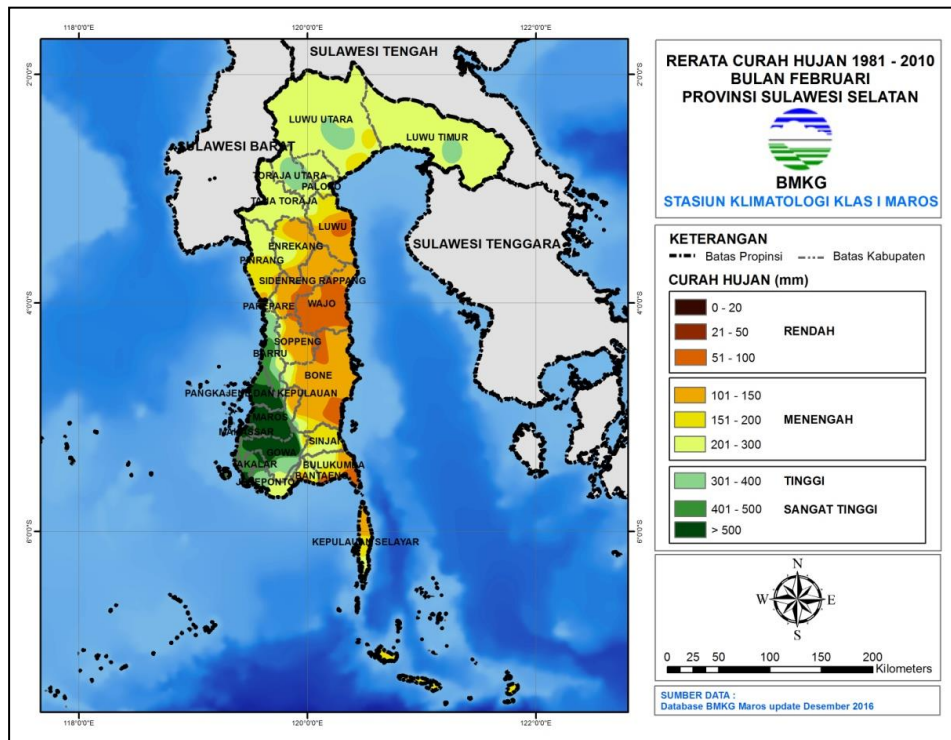 118°0'0"E
120°0'0"E
122°0'0"E
2°0'0"S
4°0'0"S
6°0'0"S
SULAWESI TENGAH
LUWU UTARA
LUWU TIMUR
SULAWESI BARAT
TORAJA UTARA
PALOPO
TANA TORAJA
LUWU
SULAWESI TENGGARA
ENREKANG
PINRANG
SIDENRENG RAPPANG
PAREPARE
WAJO
SOPPENG
BARRU
BONE
PANGKAJENE DAN KEPULAUAN
MAROS
MAKASSAR
SINJAI
GOWA
TAKALAR
BULUKUMBA
BANTAENG
JENEPONTO
KEPULAUAN SELAYAR
2°0'0"S
4°0'0"S
6°0'0"S
118°0'0"E
120°0'0"E
122°0'0"E
RERATA CURAH HUJAN 1981 - 2010
BULAN FEBRUARI
PROVINSI SULAWESI SELATAN
BMKG
STASIUN KLIMATOLOGI KLAS I MAROS
KETERANGAN
Batas Propinsi Batas Kabupaten
CURAH HUJAN (mm)
0 - 20
21 - 50 RENDAH
51 - 100
101 - 150
151 - 200 MENENGAH
201 - 300
301 - 400 TINGGI
401 - 500 SANGAT TINGGI
> 500
N
W E
S
0 25 50 100 150 200
Kilometers
SUMBER DATA :
Database BMKG Maros update Desember 2016